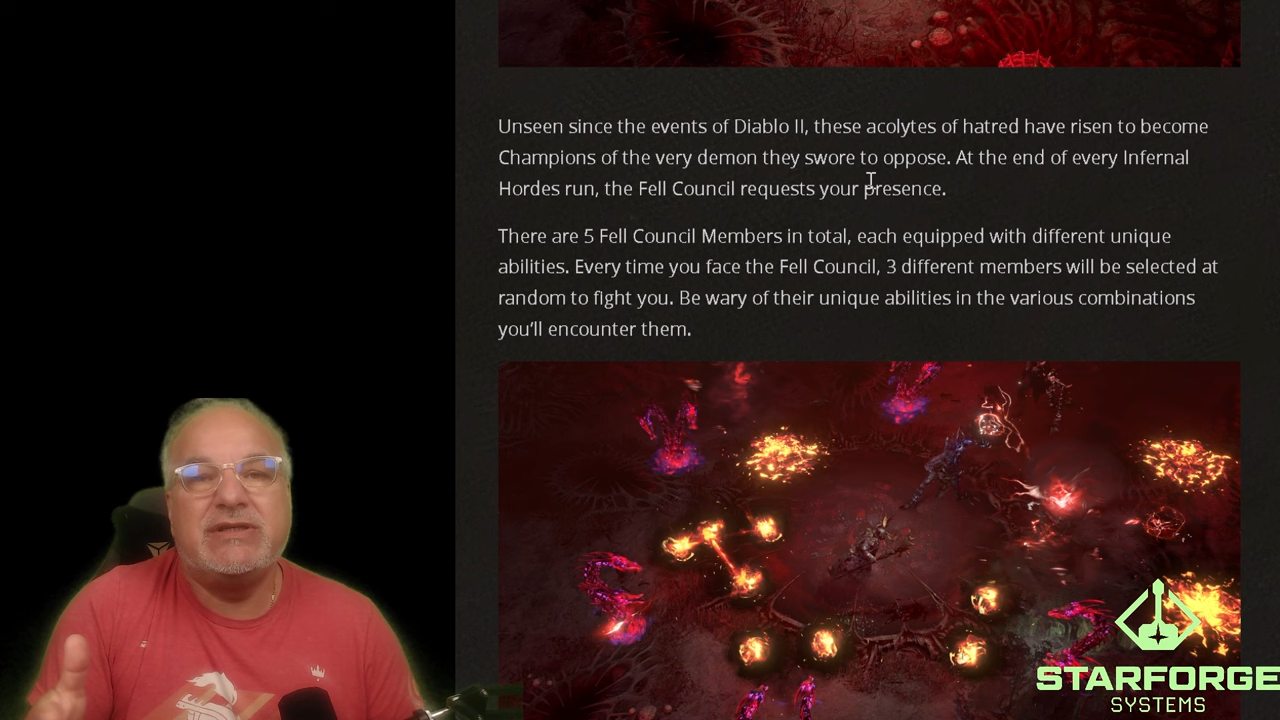 Unseen since the events of Diablo II, these acolytes of hatred have risen to become
Champions of the very demon they swore to oppose. At the end of every Infernal
Hordes run, the Fell Council requests your presence.
There are 5 Fell Council Members in total, each equipped with different unique
abilities. Every time you face the Fell Council, 3 different members will be selected at
random to fight you. Be wary of their unique abilities in the various combinations
you’ll encounter them.
STARFORGE
SYSTEMS